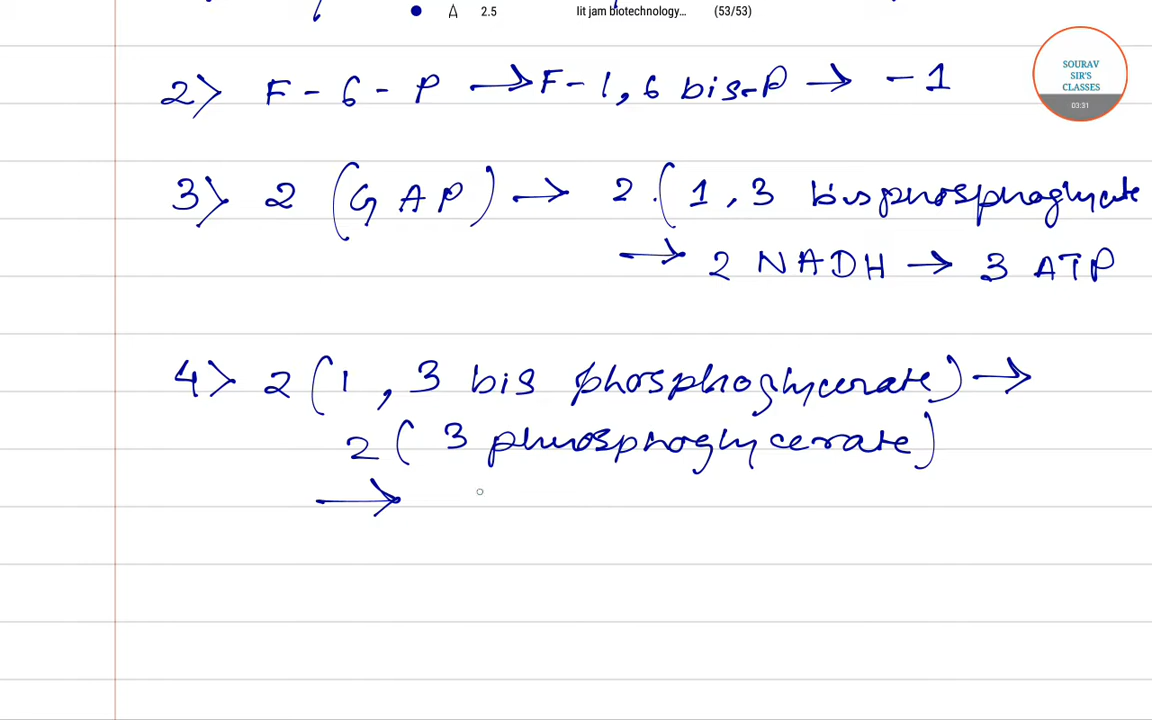 A 2.5 Iit jam biotechnology... (53/53)
SOURAV
SIR'S
CLASSES
03:31
2> F - 6 - P → F - 1,6 bis-P → -1
3> 2 (GAP) → 2 . ( 1 , 3 bisphosphoglycate
→ 2 NADH → 3 ATP
4> 2 ( 1 , 3 bis phosphoglycerate) →
2 ( 3 phosphoglycerate)
→